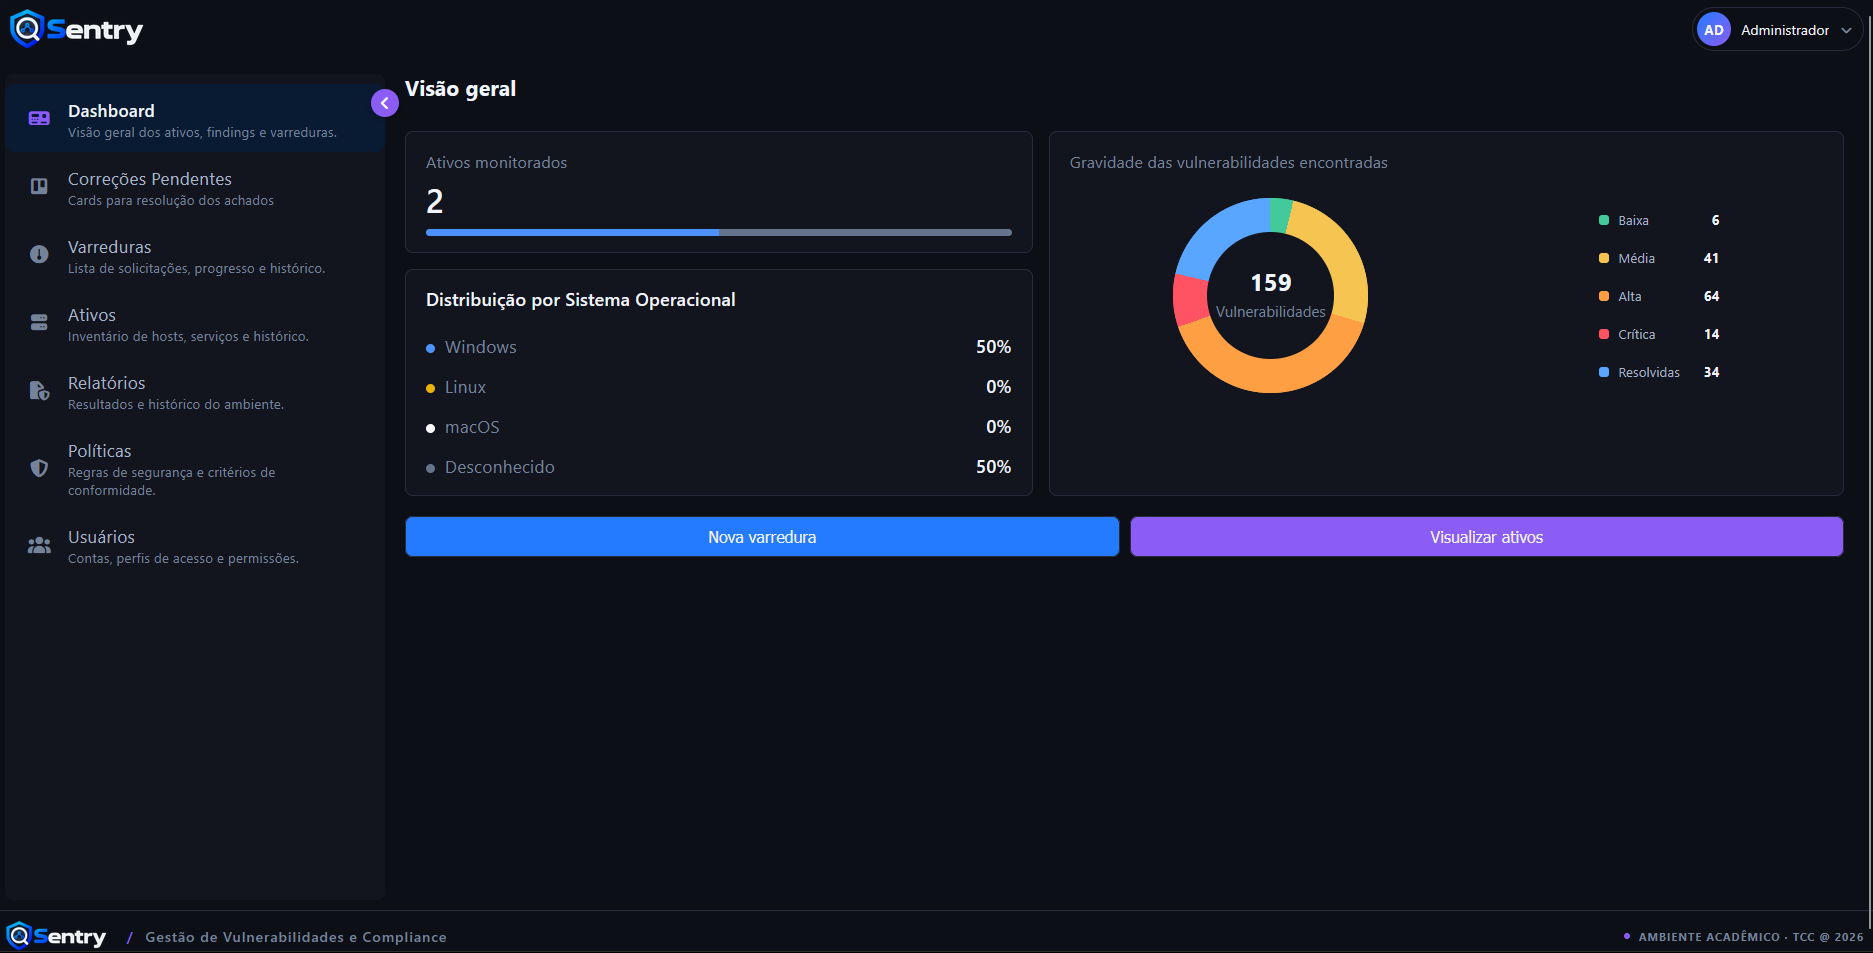 Sentry
AD Administrador
Dashboard
Visão geral dos ativos, findings e varreduras.
Correções Pendentes
Cards para resolução dos achados
Varreduras
Lista de solicitações, progresso e histórico.
Ativos
Inventário de hosts, serviços e histórico.
Relatórios
Resultados e histórico do ambiente.
Políticas
Regras de segurança e critérios de
conformidade.
Usuários
Contas, perfis de acesso e permissões.
Visão geral
Ativos monitorados
2
Distribuição por Sistema Operacional
Windows 50%
Linux 0%
macOS 0%
Desconhecido 50%
Gravidade das vulnerabilidades encontradas
159
Vulnerabilidades
Baixa 6
Média 41
Alta 64
Crítica 14
Resolvidas 34
Nova varredura
Visualizar ativos
Sentry / Gestão de Vulnerabilidades e Compliance
AMBIENTE ACADÊMICO · TCC @ 2026